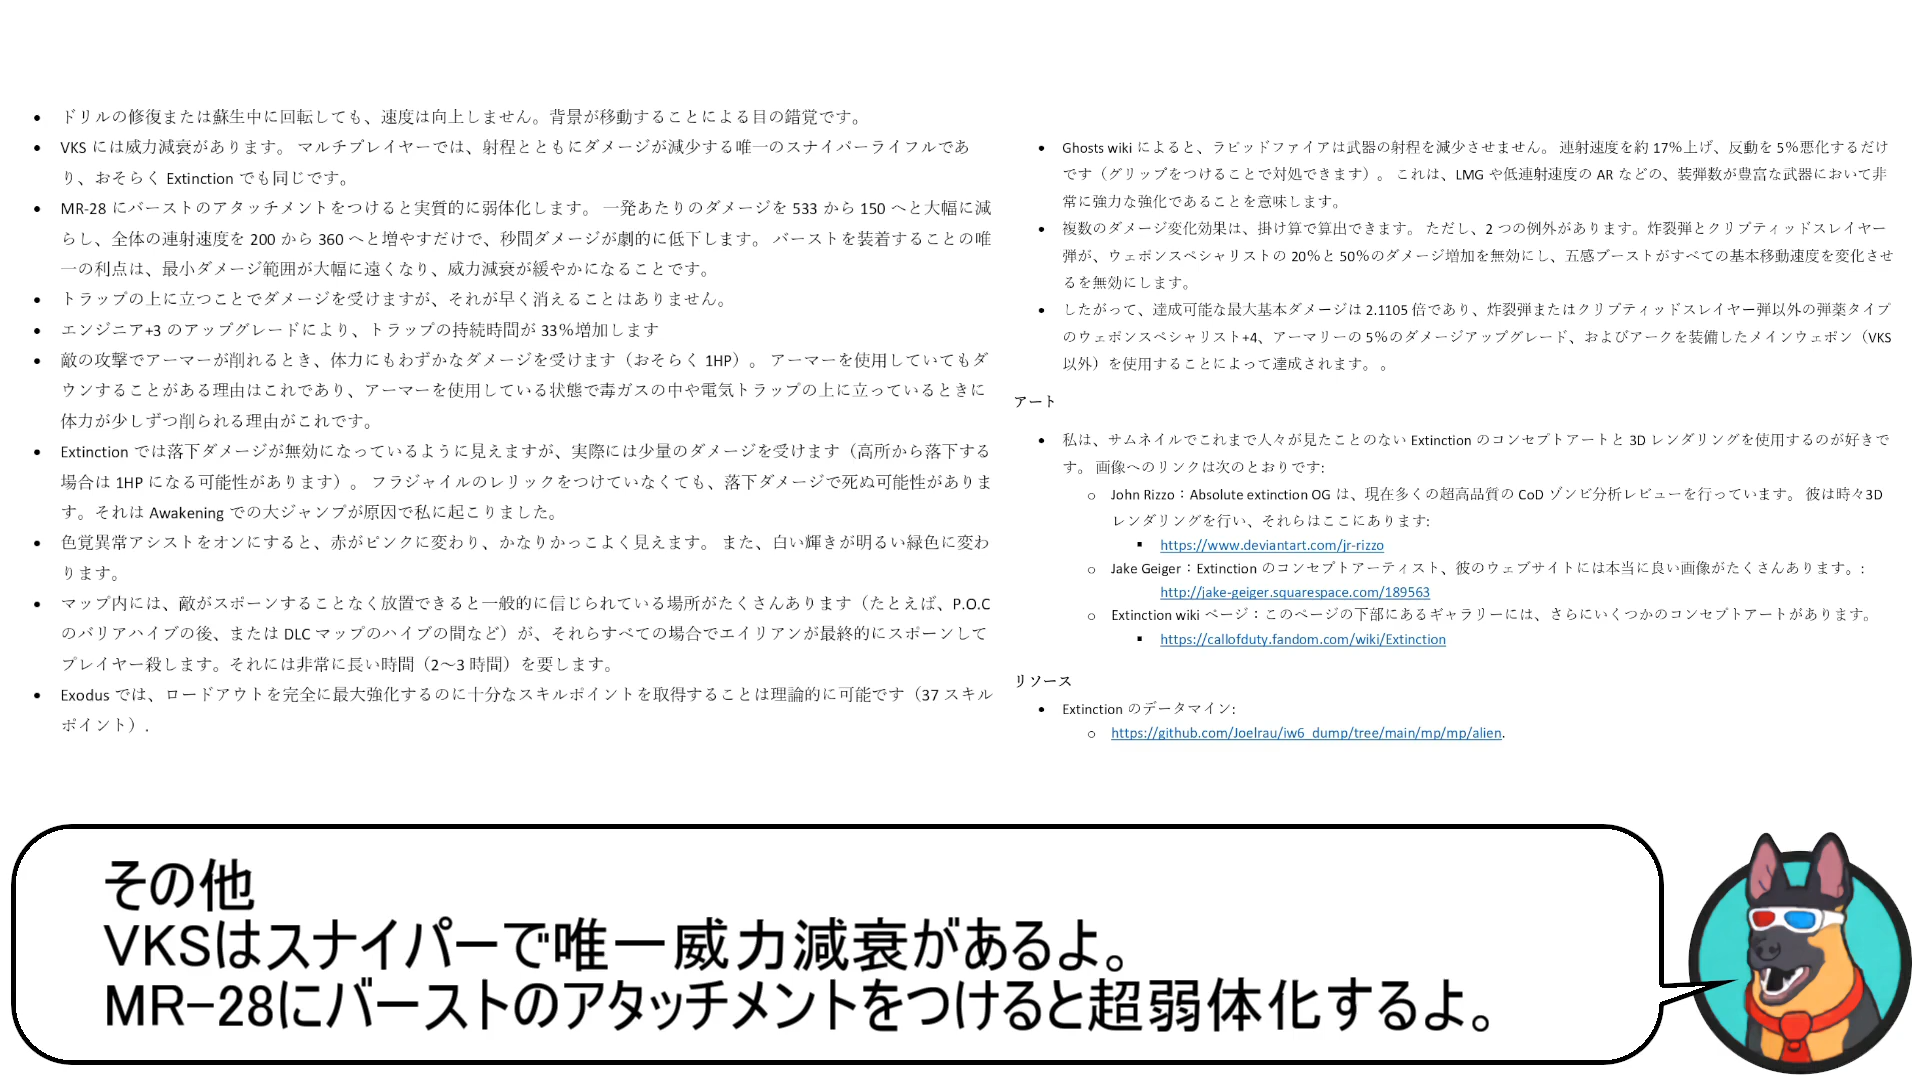 • ドリルの修復または蘇生中に回転しても、速度は向上しません。背景が移動することによる目の錯覚です。
• VKS には威力減衰があります。 マルチプレイヤーでは、射程とともにダメージが減少する唯一のスナイパーライフルであ
り、おそらく Extinction でも同じです。
• MR-28 にバーストのアタッチメントをつけると実質的に弱体化します。 一発あたりのダメージを 533 から 150 へと大幅に減
らし、全体の連射速度を 200 から 360 へと増やすだけで、秒間ダメージが劇的に低下します。 バーストを装着することの唯
一の利点は、最小ダメージ範囲が大幅に遠くなり、威力減衰が緩やかになることです。
• トラップの上に立つことでダメージを受けますが、それが早く消えることはありません。
• エンジニア+3 のアップグレードにより、トラップの持続時間が 33%増加します
• 敵の攻撃でアーマーが削れるとき、体力にもわずかなダメージを受けます（おそらく 1HP）。 アーマーを使用していてもダ
ウンすることがある理由はこれであり、アーマーを使用している状態で毒ガスの中や電気トラップの上に立っているときに
体力が少しずつ削られる理由がこれです。
• Extinction では落下ダメージが無効になっているように見えますが、実際には少量のダメージを受けます（高所から落下する
場合は 1HP になる可能性があります）。 フラジャイルのレリックをつけていなくても、落下ダメージで死ぬ可能性がありま
す。それは Awakening での大ジャンプが原因で私に起こりました。
• 色覚異常アシストをオンにすると、赤がピンクに変わり、かなりかっこよく見えます。 また、白い輝きが明るい緑色に変わ
ります。
• マップ内には、敵がスポーンすることなく放置できると一般的に信じられている場所がたくさんあります（たとえば、P.O.C
のバリアハイブの後、または DLC マップのハイブの間など）が、それらすべての場合でエイリアンが最終的にスポーンして
プレイヤー殺します。それには非常に長い時間（2～3 時間）を要します。
• Exodus では、ロードアウトを完全に最大強化するのに十分なスキルポイントを取得することは理論的に可能です（37 スキル
ポイント）.
• Ghosts wiki によると、ラピッドファイアは武器の射程を減少させません。 連射速度を約 17%上げ、反動を 5%悪化するだけ
です（グリップをつけることで対処できます）。 これは、LMG や低連射速度の AR などの、装弾数が豊富な武器において非
常に強力な強化であることを意味します。
• 複数のダメージ変化効果は、掛け算で算出できます。 ただし、2 つの例外があります。炸裂弾とクリプティッドスレイヤー
弾が、ウェポンスペシャリストの 20%と 50%のダメージ増加を無効にし、五感ブーストがすべての基本移動速度を変化させ
るを無効にします。
• したがって、達成可能な最大基本ダメージは 2.1105 倍であり、炸裂弾またはクリプティッドスレイヤー弾以外の弾薬タイプ
のウェポンスペシャリスト+4、アーマリーの 5%のダメージアップグレード、およびアークを装備したメインウェポン（VKS
以外）を使用することによって達成されます。 。
アート
• 私は、サムネイルでこれまで人々が見たことのない Extinction のコンセプトアートと 3D レンダリングを使用するのが好きで
す。 画像へのリンクは次のとおりです:
○ John Rizzo：Absolute extinction OG は、現在多くの超高品質の CoD ゾンビ分析レビューを行っています。 彼は時々3D
レンダリングを行い、それらはここにあります:
▪ https://www.deviantart.com/jr-rizzo
○ Jake Geiger：Extinction のコンセプトアーティスト、彼のウェブサイトには本当に良い画像がたくさんあります。:
http://jake-geiger.squarespace.com/189563
○ Extinction wiki ページ：このページの下部にあるギャラリーには、さらにいくつかのコンセプトアートがあります。
▪ https://callofduty.fandom.com/wiki/Extinction
リソース
• Extinction のデータマイン:
○ https://github.com/Joelrau/iw6_dump/tree/main/mp/mp/alien.
その他
VKSはスナイパーで唯一威力減衰があるよ。
MR-28にバーストのアタッチメントをつけると超弱体化するよ。